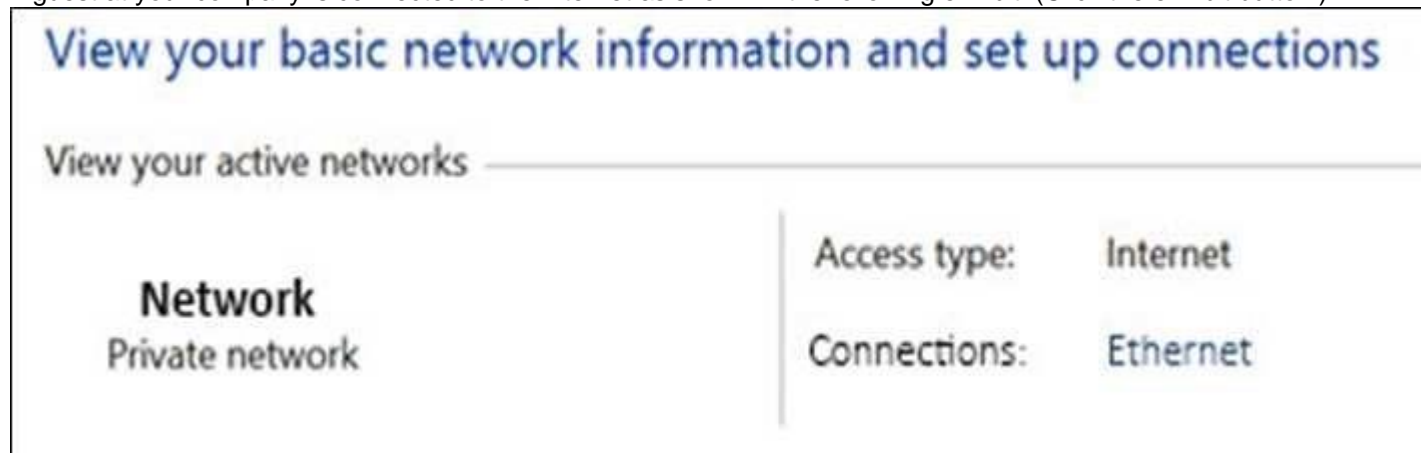 View your basic network information and set up connections
View your active networks
Network
Private network
Access type: Internet
Connections: Ethernet